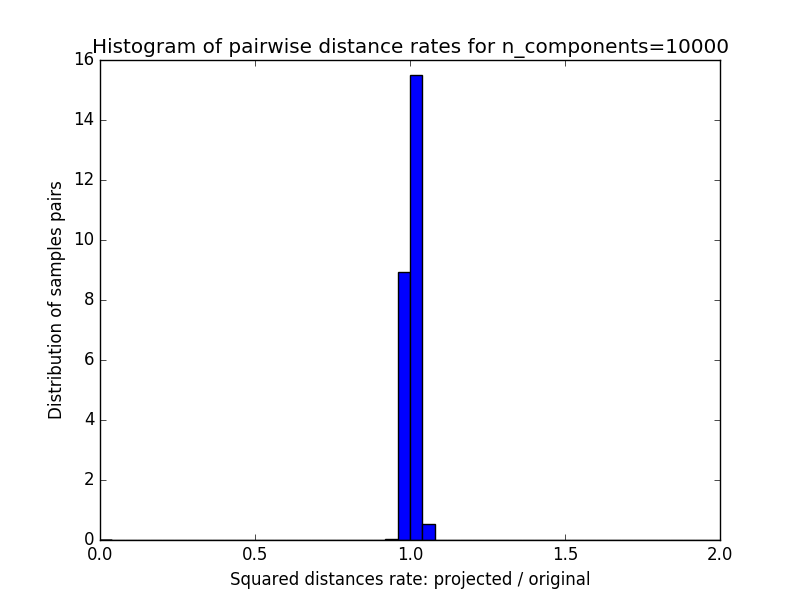 Histogram of pairwise distance rates for n_components=10000
16
14
12
10
8
6
4
2
0
Distribution of samples pairs
0.0 0.5 1.0 1.5 2.0
Squared distances rate: projected / original